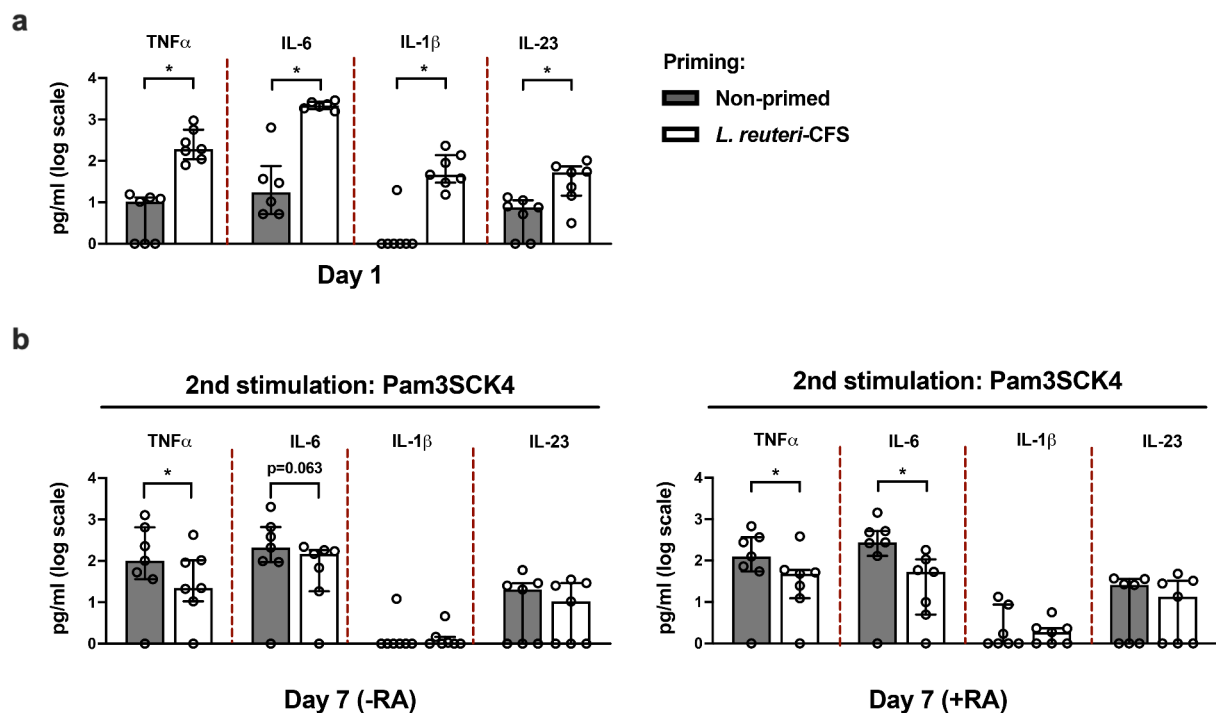 a
TNFα IL-6 IL-1β IL-23
* * * *
pg/ml (log scale)
4
3
2
1
0
Day 1
Priming:
Non-primed
L. reuteri-CFS
b
2nd stimulation: Pam3SCK4
TNFα IL-6 IL-1β IL-23
* p=0.063
pg/ml (log scale)
4
3
2
1
0
Day 7 (-RA)
2nd stimulation: Pam3SCK4
TNFα IL-6 IL-1β IL-23
* *
pg/ml (log scale)
4
3
2
1
0
Day 7 (+RA)